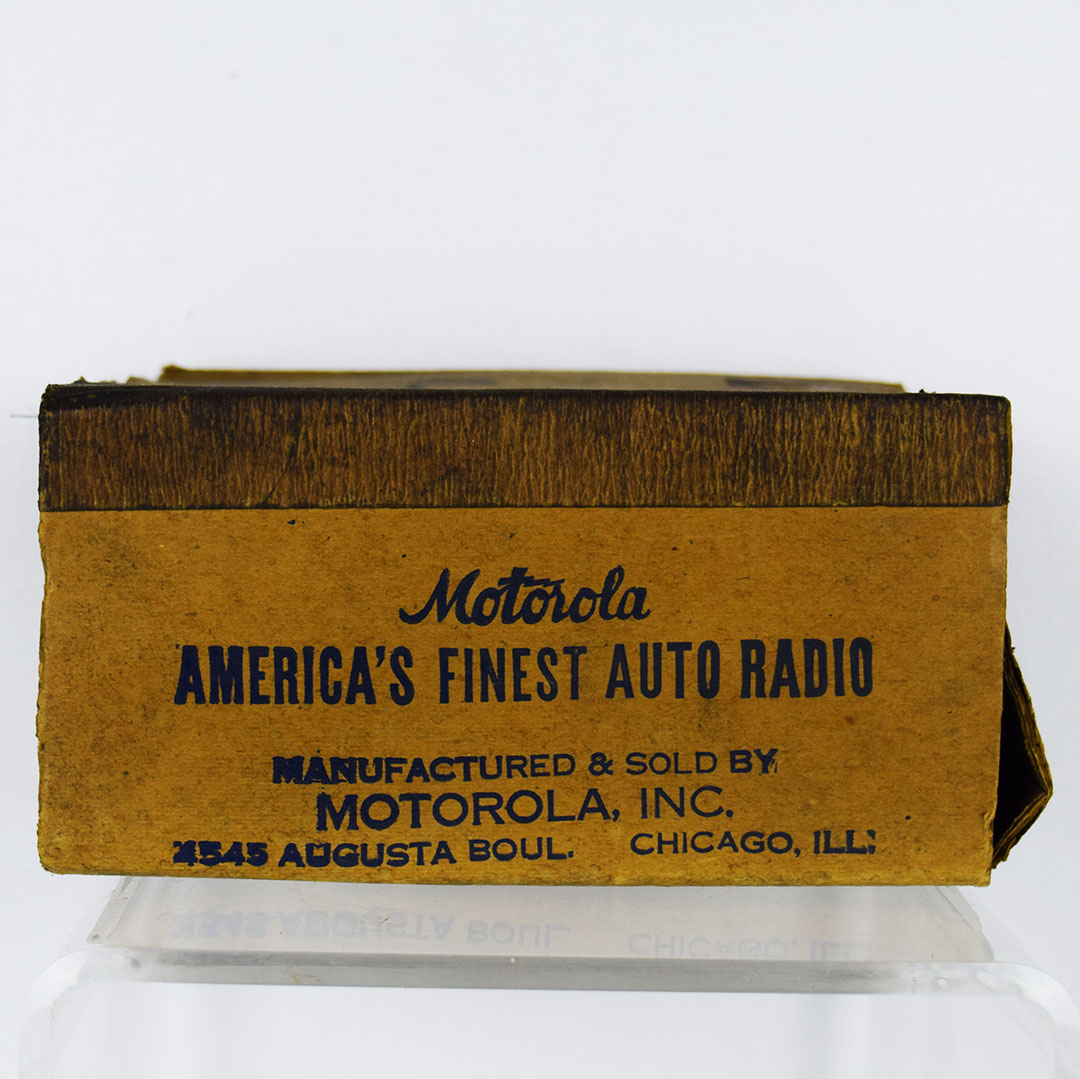 Motorola
AMERICA'S FINEST AUTO RADIO
MANUFACTURED & SOLD BY
MOTOROLA, INC.
4545 AUGUSTA BOUL. CHICAGO, ILL.